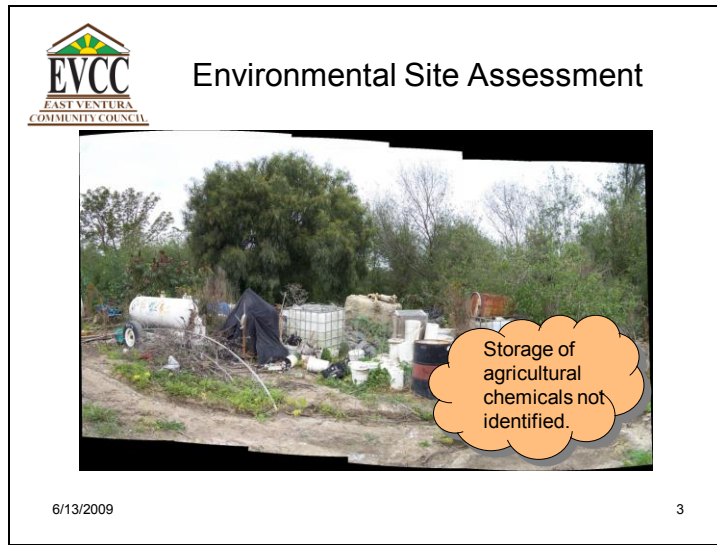 EVCC
EAST VENTURA
COMMUNITY COUNCIL
Environmental Site Assessment
Storage of
agricultural
chemicals not
identified.
6/13/2009
3